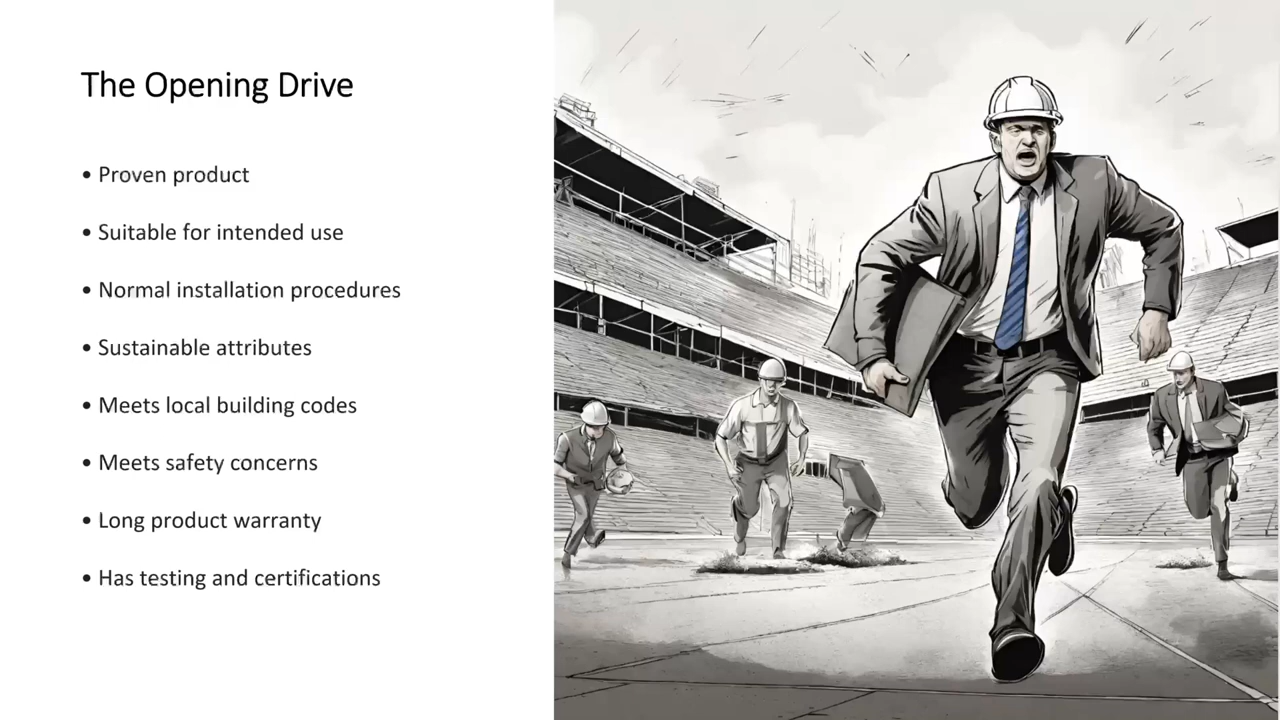 The Opening Drive
• Proven product
• Suitable for intended use
• Normal installation procedures
• Sustainable attributes
• Meets local building codes
• Meets safety concerns
• Long product warranty
• Has testing and certifications